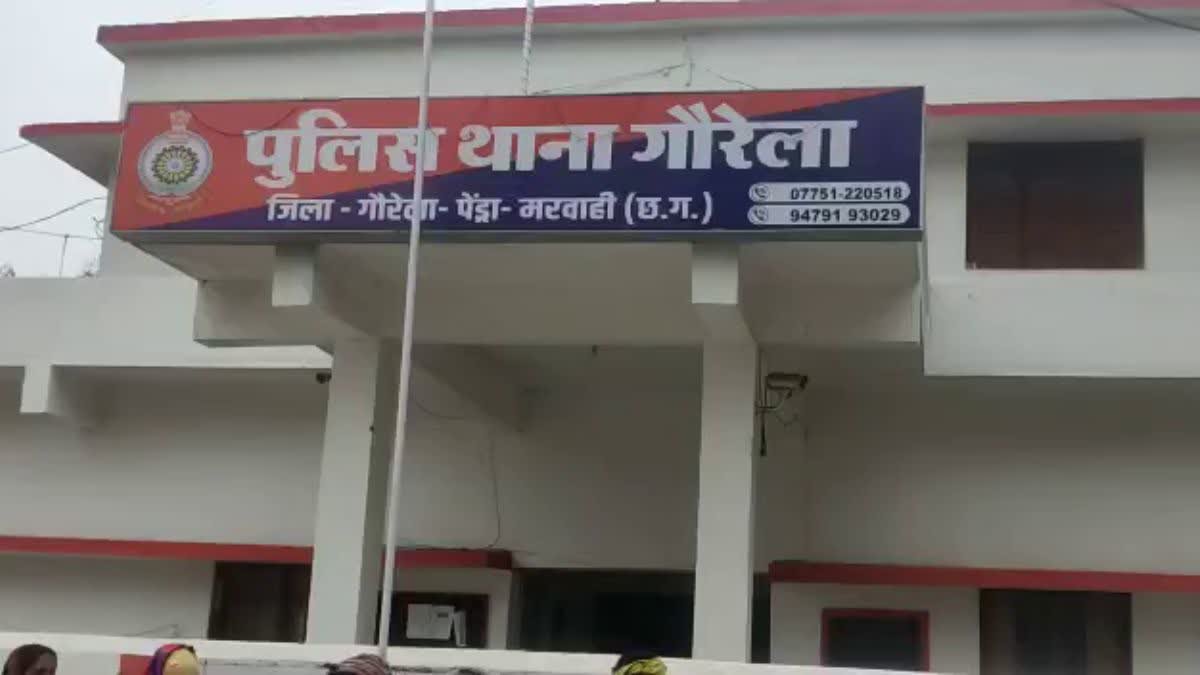 पुलिस थाना गौरेला
जिला - गौरेला- पेंड्रा- मरवाही (छ.ग.)
07751-220518
94791 93029